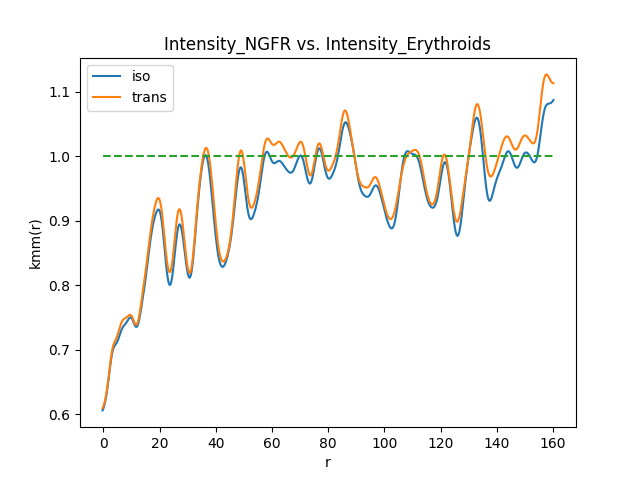 Intensity_NGFR vs. Intensity_Erythroids
iso
trans
1.1
1.0
0.9
0.8
0.7
0.6
kmm(r)
0 20 40 60 80 100 120 140 160
r